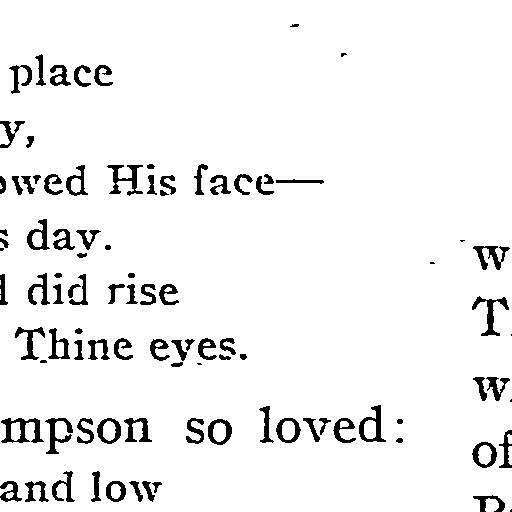 place
y,
owed His face—
s day.
did rise
Thine eyes.
mpson so loved:
and low
w
T
w
of